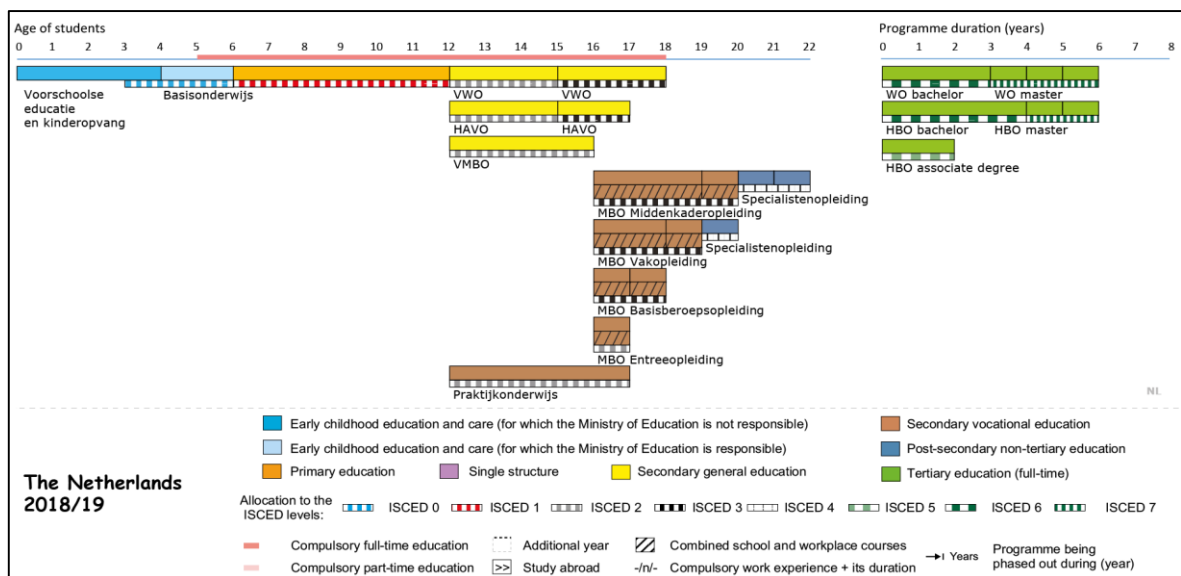 Age of students
Programme duration (years)
0 1 2 3 4 5 6 7 8 9 10 11 12 13 14 15 16 17 18 19 20 21 22
0 1 2 3 4 5 6 7 8
Voorschoolse
educatie
en kinderopvang
Basisonderwijs
VWO VWO
WO bachelor WO master
HAVO HAVO
HBO bachelor HBO master
VMBO
HBO associate degree
Specialistenopleiding
MBO Middenkaderopleiding
Specialistenopleiding
MBO Vakopleiding
MBO Basisberoepsopleiding
MBO Entreeopleiding
Praktijkonderwijs
NL
Early childhood education and care (for which the Ministry of Education is not responsible)
Secondary vocational education
Early childhood education and care (for which the Ministry of Education is responsible)
Post-secondary non-tertiary education
Primary education Single structure Secondary general education
Tertiary education (full-time)
The Netherlands
2018/19
Allocation to the
ISCED levels:
ISCED 0 ISCED 1 ISCED 2 ISCED 3 ISCED 4 ISCED 5 ISCED 6 ISCED 7
Compulsory full-time education
Additional year
Combined school and workplace courses
Years
Programme being
phased out during (year)
Compulsory part-time education
>> Study abroad
-/n/- Compulsory work experience + its duration